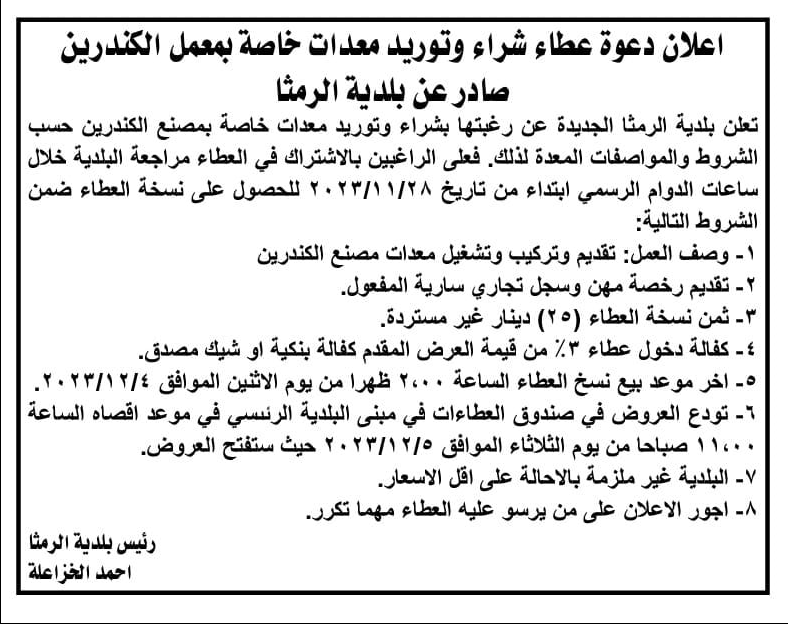 اعلان دعوة عطاء شراء وتوريد معدات خاصة بمعمل الكندرين
صادر عن بلدية الرمثا
تعلن بلدية الرمثا الجديدة عن رغبتها بشراء وتوريد معدات خاصة بمصنع الكندرين حسب
الشروط والمواصفات المعدة لذلك. فعلى الراغبين بالاشتراك في العطاء مراجعة البلدية خلال
ساعات الدوام الرسمي ابتداء من تاريخ ٢٠٢٣/١١/٢٨ للحصول على نسخة العطاء ضمن
الشروط التالية:
١- وصف العمل: تقديم وتركيب وتشغيل معدات مصنع الكندرين
٢- تقديم رخصة مهن وسجل تجاري سارية المفعول.
٣- ثمن نسخة العطاء (٢٥) دينار غير مستردة.
٤- كفالة دخول عطاء ٣٪ من قيمة العرض المقدم كفالة بنكية او شيك مصدق.
٥- اخر موعد بيع نسخ العطاء الساعة ٢،٠٠ ظهرا من يوم الاثنين الموافق ٢٠٢٣/١٢/٤.
٦- تودع العروض في صندوق العطاءات في مبنى البلدية الرئسي في موعد اقصاه الساعة
١١،٠٠ صباحا من يوم الثلاثاء الموافق ٢٠٢٣/١٢/٥ حيث ستفتح العروض.
٧- البلدية غير ملزمة بالاحالة على اقل الاسعار.
٨- اجور الاعلان على من يرسو عليه العطاء مهما تكرر.
رئيس بلدية الرمثا
احمد الخزاعلة